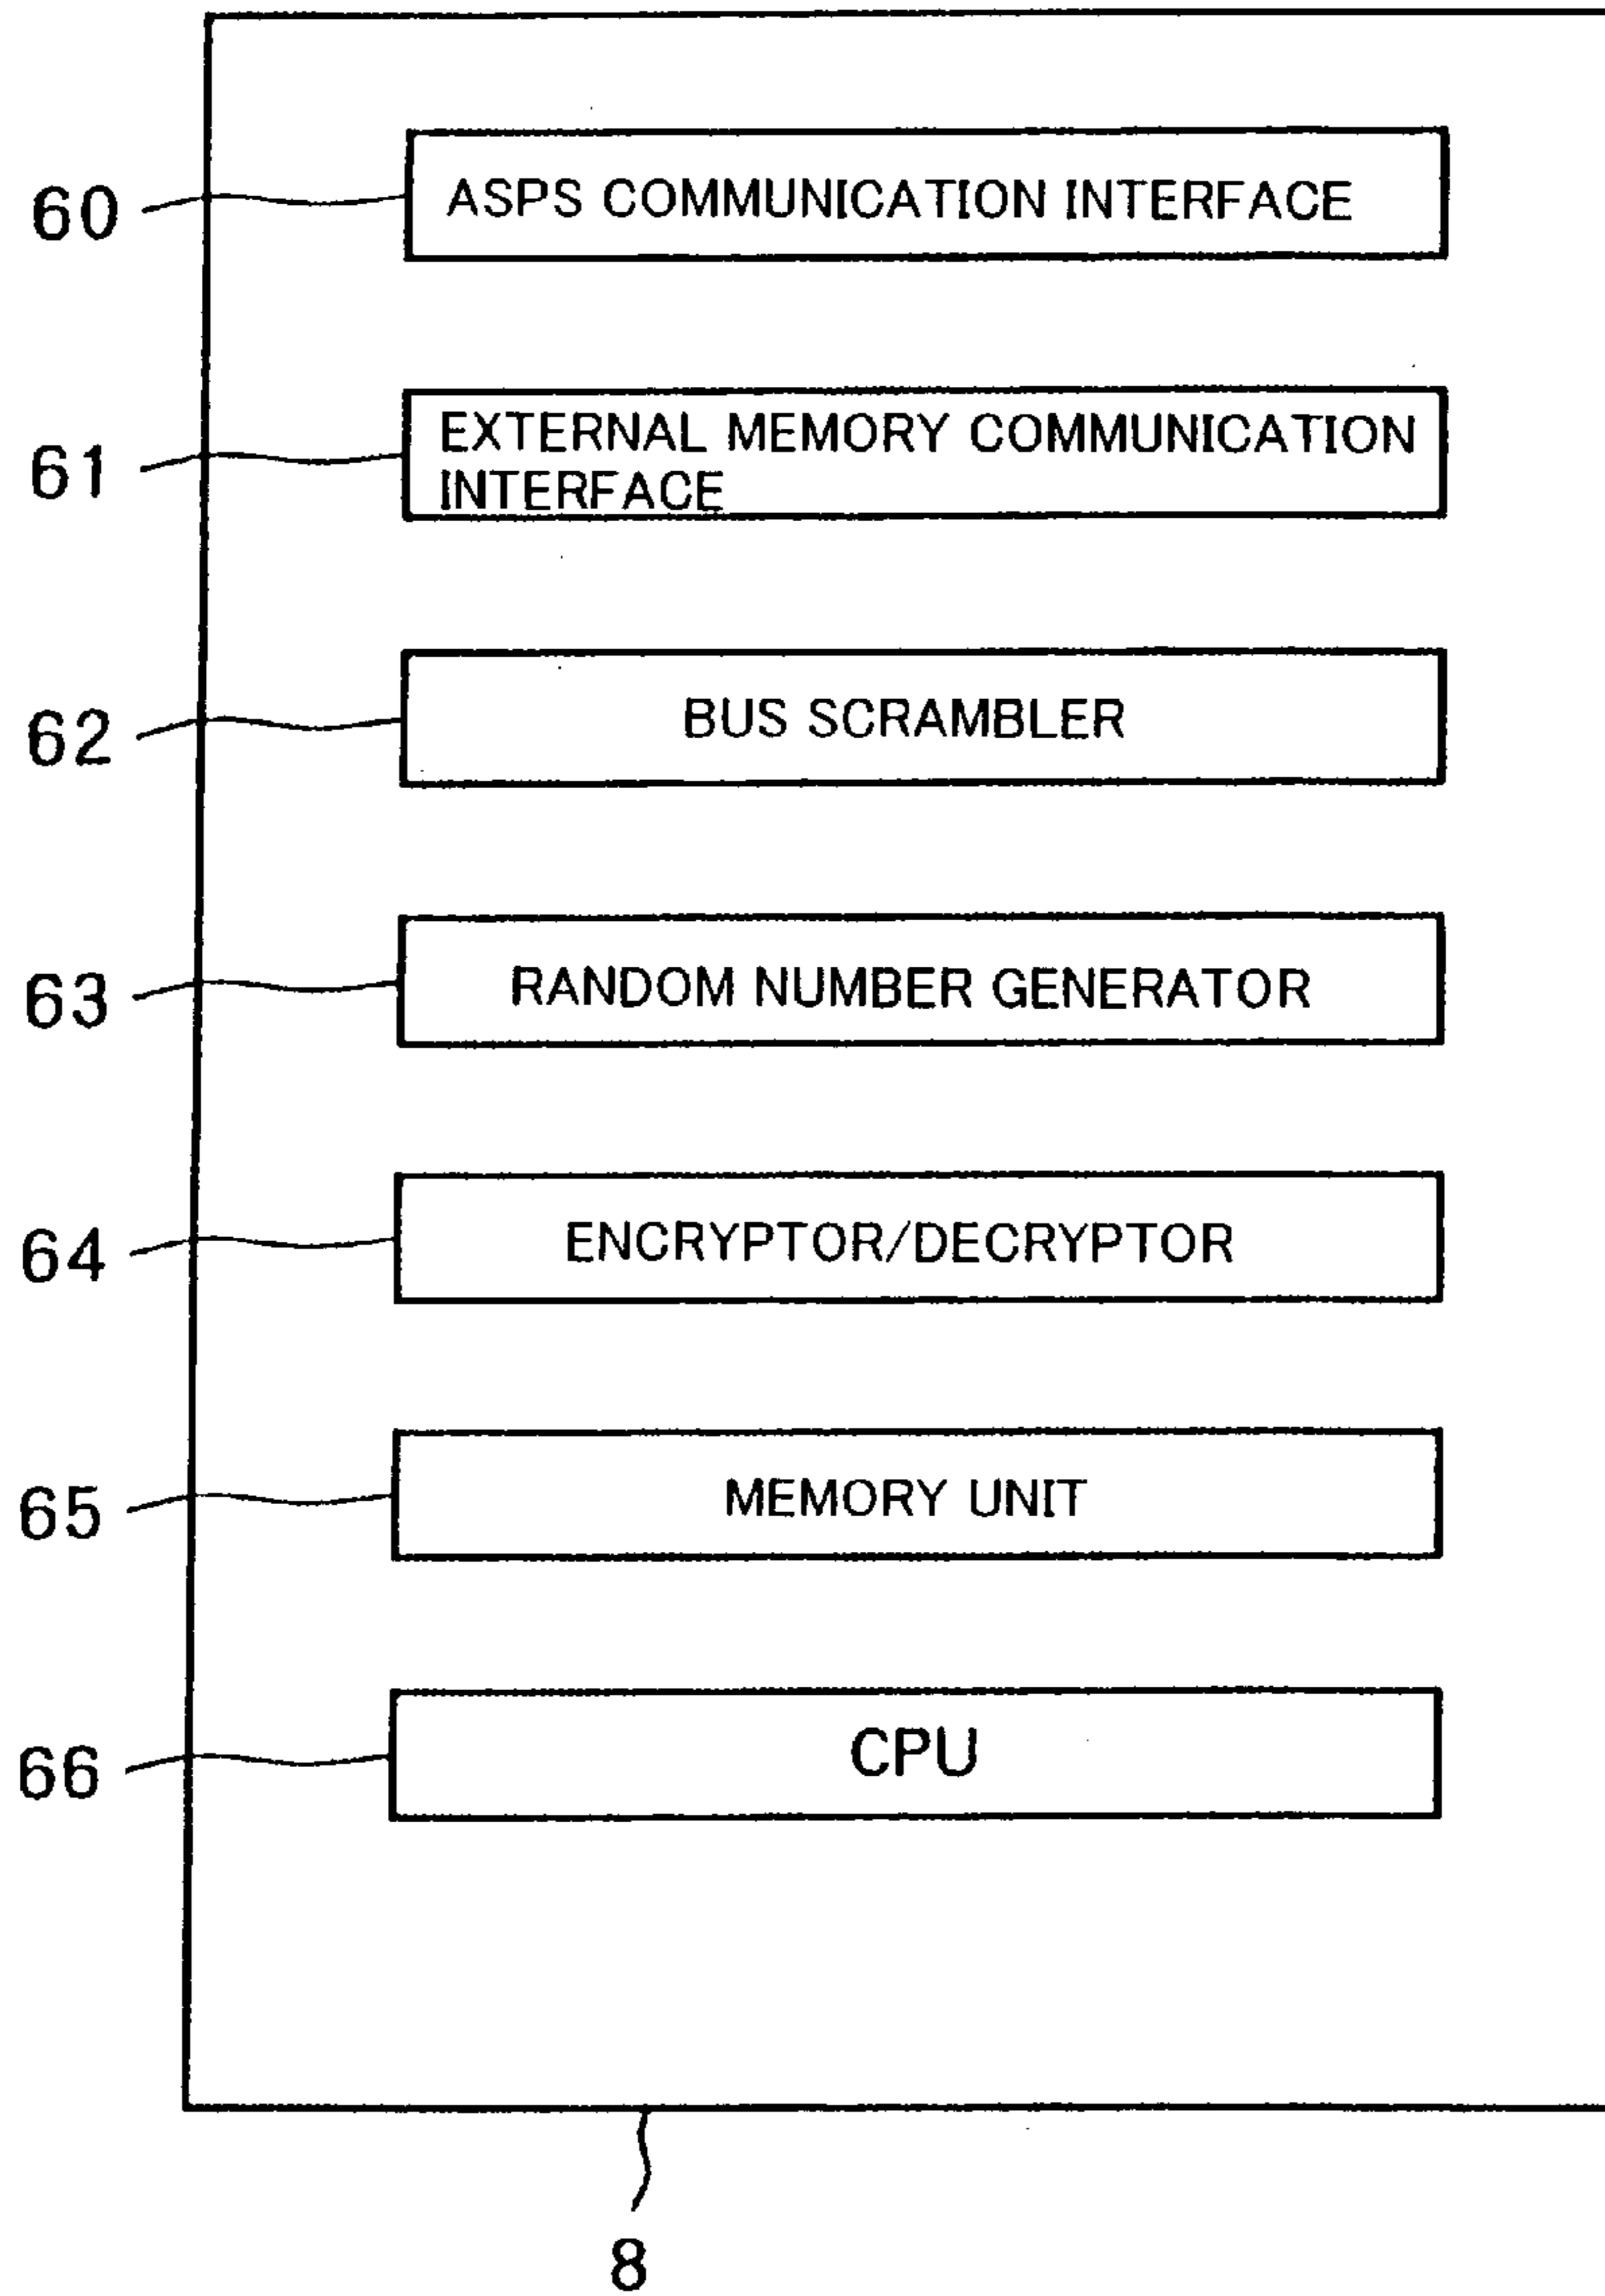 60
ASPS COMMUNICATION INTERFACE
61
EXTERNAL MEMORY COMMUNICATION
INTERFACE
62
BUS SCRAMBLER
63
RANDOM NUMBER GENERATOR
64
ENCRYPTOR/DECRYPTOR
65
MEMORY UNIT
66
CPU
8